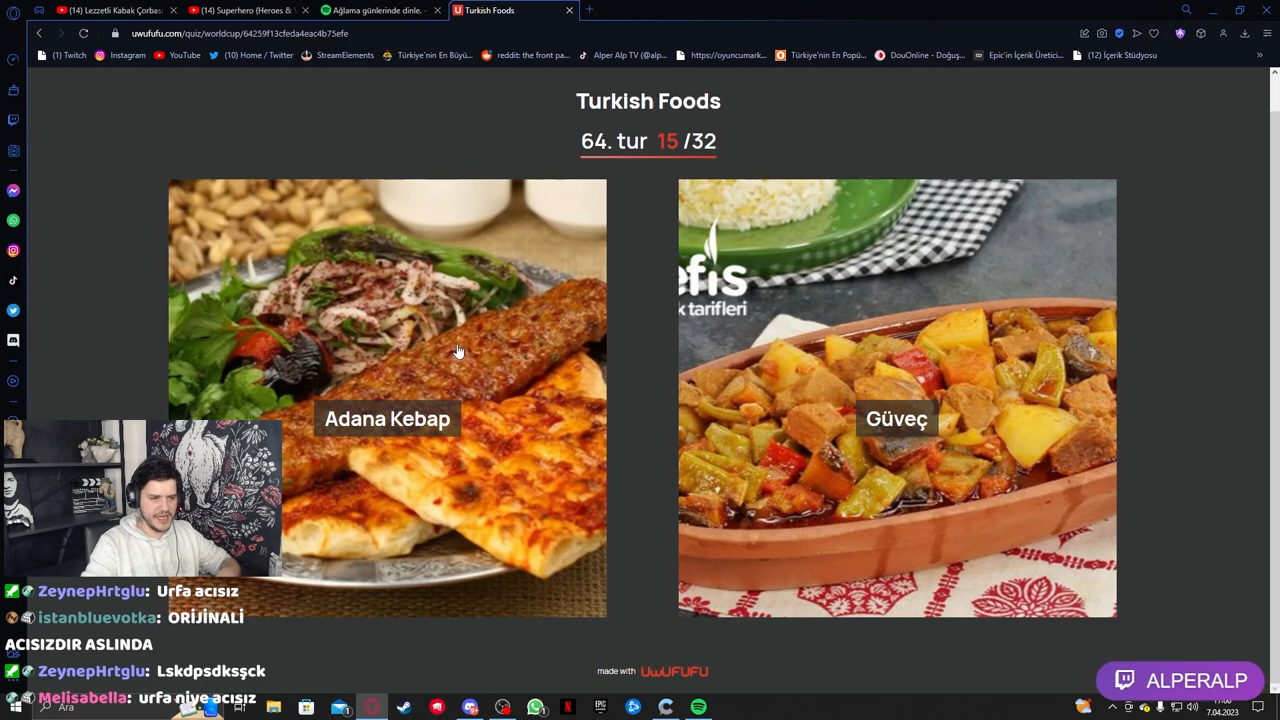 (14) Lezzetli Kabak Çorbas
(14) Superhero (Heroes &
Ağlama günlerinde dinle. -
Turkish Foods
uwufufu.com/quiz/worldcup/64259f13cfeda4eac4b75efe
(1) Twitch
Instagram
YouTube
(10) Home / Twitter
StreamElements
Türkiye'nin En Büyü...
reddit: the front pa...
Alper Alp TV (@alp...
https://oyuncumark...
Türkiye'nin En Popü...
DouOnline - Doğuş...
Epic'in İçerik Üretici...
(12) İçerik Stüdyosu
Turkish Foods
64. tur 15 /32
efis
k tarifleri
Adana Kebap
Güveç
ZeynepHrtglu: Urfa acısız
istanbluevotka: ORİJİNALİ
ACISIZDIR ASLINDA
ZeynepHrtglu: Lskdpsdksşçk
Melisabella: urfa niye acısız
made with UWUFUFU
ALPERALP
Ara
7.04.2023